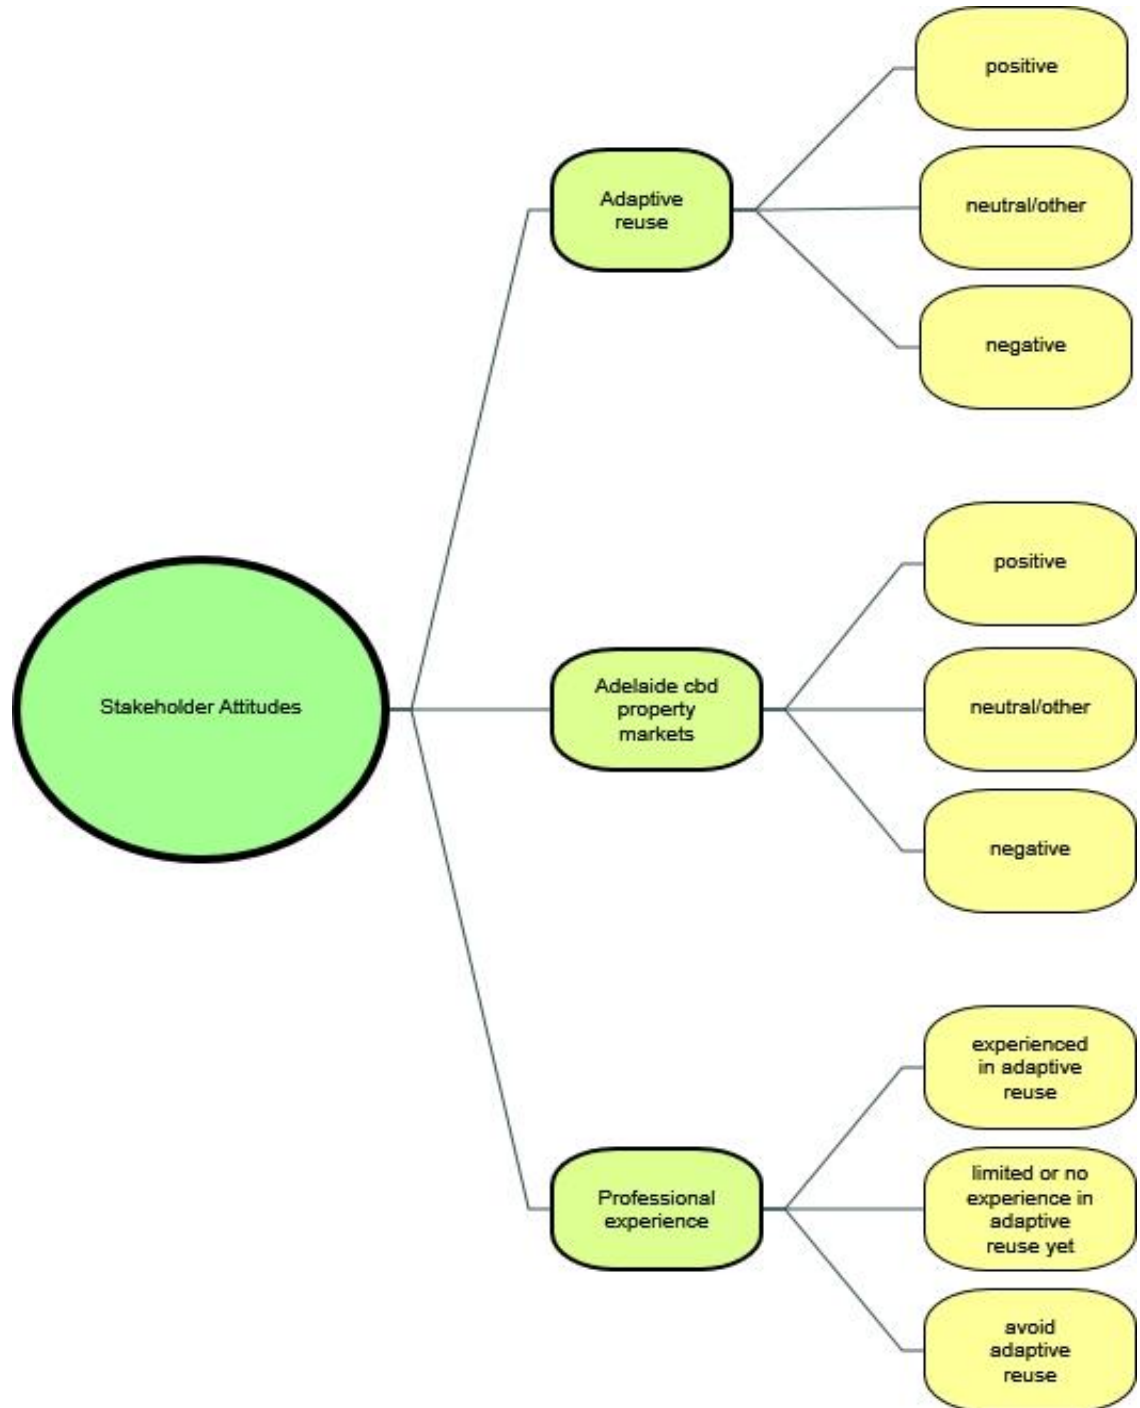 positive
Adaptive
reuse
neutral/other
negative
Stakeholder Attitudes
positive
Adelaide cbd
property
markets
neutral/other
negative
experienced
in adaptive
reuse
Professional
experience
limited or no
experience in
adaptive
reuse yet
avoid
adaptive
reuse